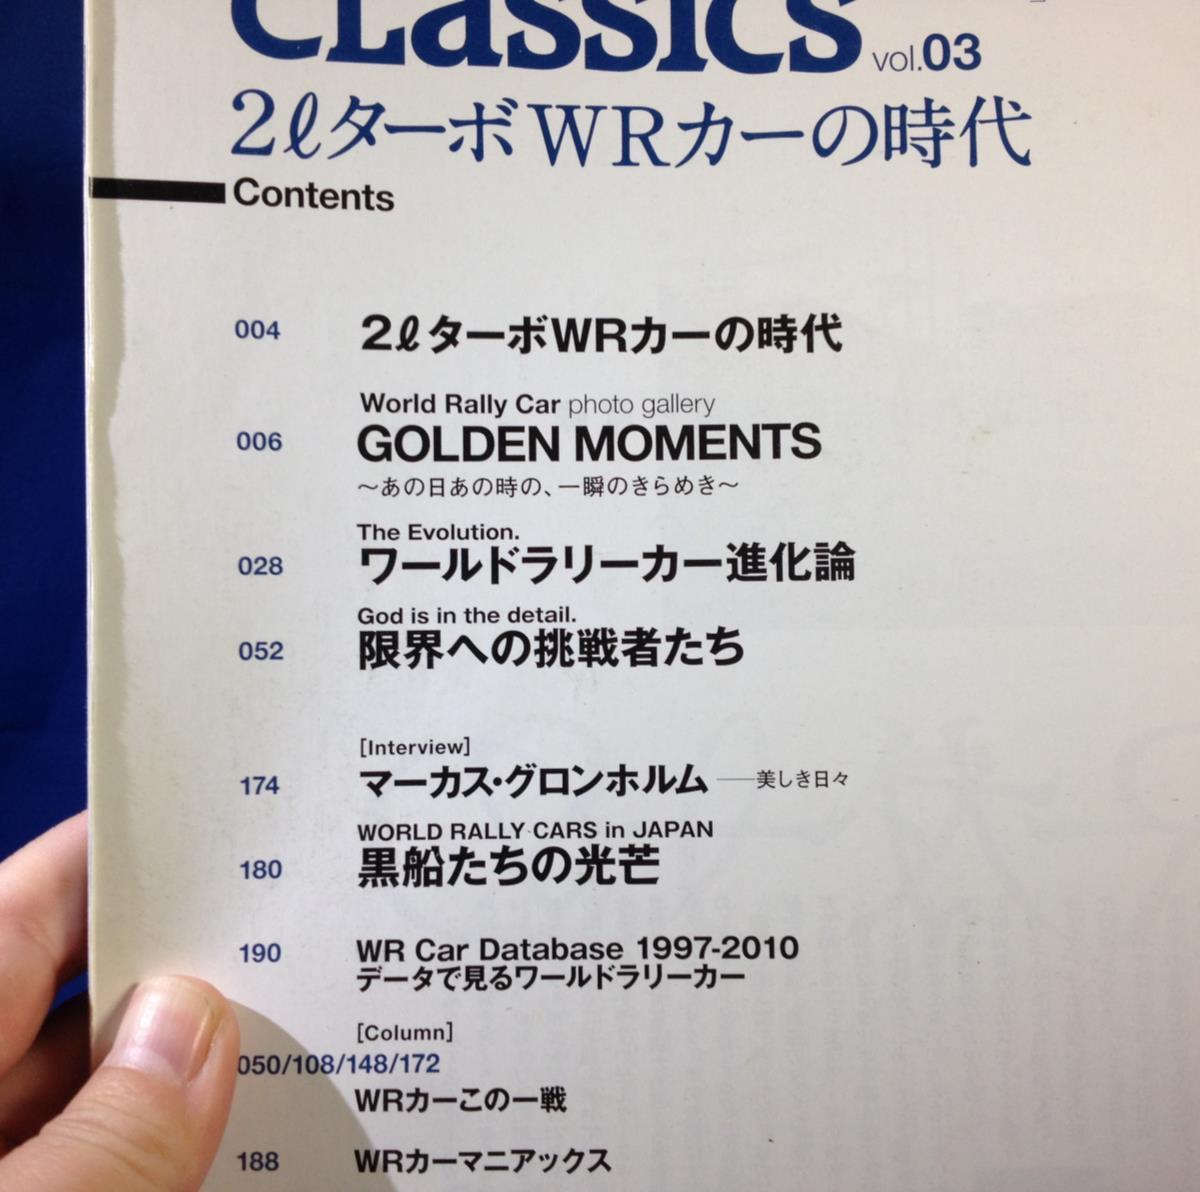 CLassics vol.03
2ℓターボWRカーの時代
Contents
004 2ℓターボWRカーの時代
World Rally Car photo gallery
006 GOLDEN MOMENTS
〜あの日あの時の、一瞬のきらめき〜
The Evolution.
028 ワールドラリーカー進化論
God is in the detail.
052 限界への挑戦者たち
[Interview]
174 マーカス・グロンホルム ――美しき日々
WORLD RALLY CARS in JAPAN
180 黒船たちの光芒
190 WR Car Database 1997-2010
データで見るワールドラリーカー
[Column]
050/108/148/172
WRカーこの一戦
188 WRカーマニアックス